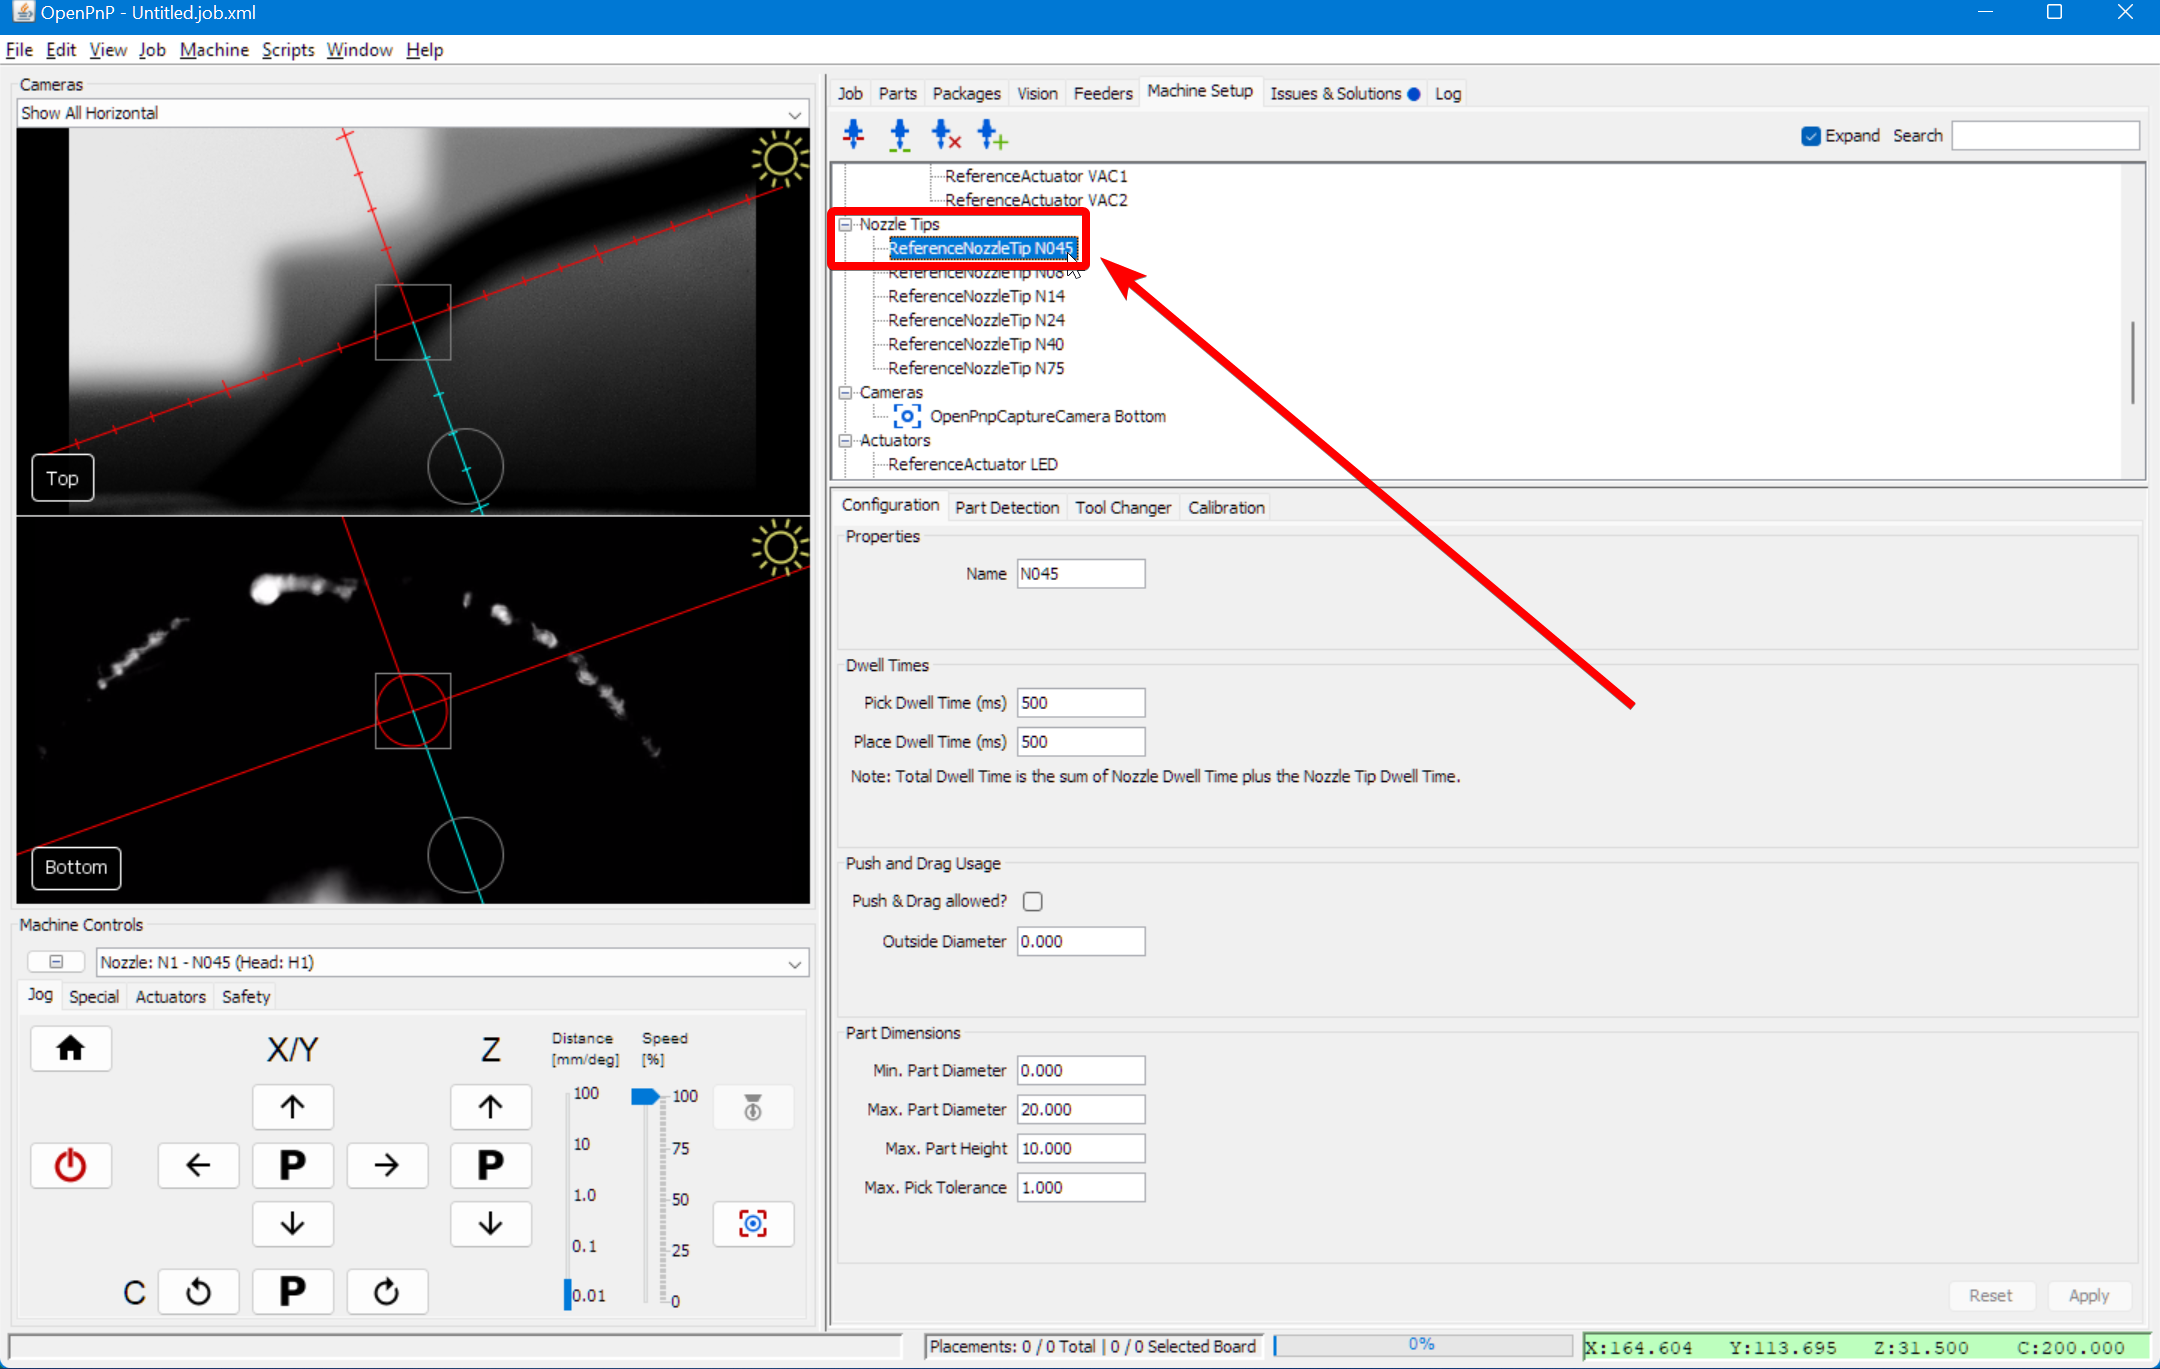 OpenPnP - Untitled.job.xml
File Edit View Job Machine Scripts Window Help
Cameras
Show All Horizontal
Top
Bottom
Machine Controls
Nozzle: N1 - N045 (Head: H1)
Jog Special Actuators Safety
X/Y Z Distance [mm/deg] Speed [%]
100 100
10 75
1.0 50
0.1 25
0.01 0
P P
C P
Job Parts Packages Vision Feeders Machine Setup Issues & Solutions Log
Expand Search
ReferenceActuator VAC1
ReferenceActuator VAC2
Nozzle Tips
ReferenceNozzleTip N045
ReferenceNozzleTip N08
ReferenceNozzleTip N14
ReferenceNozzleTip N24
ReferenceNozzleTip N40
ReferenceNozzleTip N75
Cameras
OpenPnpCaptureCamera Bottom
Actuators
ReferenceActuator LED
Configuration Part Detection Tool Changer Calibration
Properties
Name N045
Dwell Times
Pick Dwell Time (ms) 500
Place Dwell Time (ms) 500
Note: Total Dwell Time is the sum of Nozzle Dwell Time plus the Nozzle Tip Dwell Time.
Push and Drag Usage
Push & Drag allowed?
Outside Diameter 0.000
Part Dimensions
Min. Part Diameter 0.000
Max. Part Diameter 20.000
Max. Part Height 10.000
Max. Pick Tolerance 1.000
Reset Apply
Placements: 0 / 0 Total | 0 / 0 Selected Board 0% X:164.604 Y:113.695 Z:31.500 C:200.000